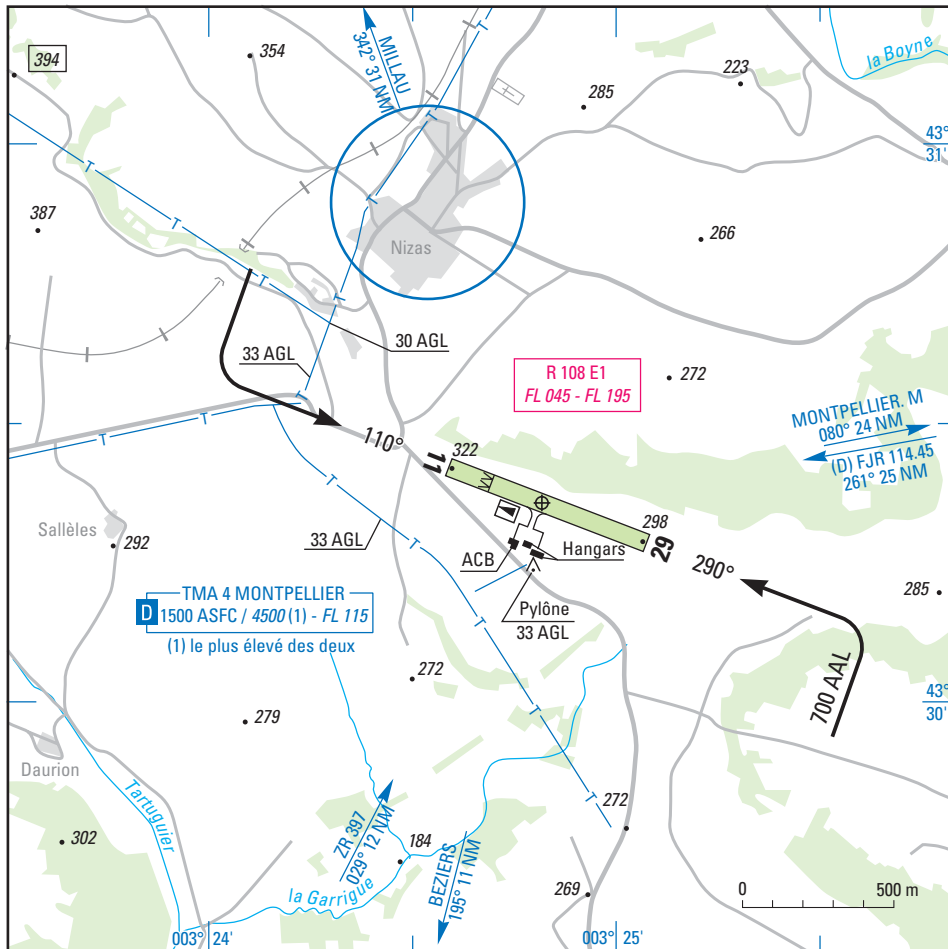 394
354
MILLAU
342° 31 NM
223
la Boyne
285
43°
31'
387
Nizas
266
30 AGL
33 AGL
R 108 E1
FL 045 - FL 195
272
MONTPELLIER. M
080° 24 NM
(D) FJR 114.45
261° 25 NM
110°
11
322
298
29
290°
Sallèles
292
33 AGL
ACB
Hangars
Pylône
33 AGL
285
TMA 4 MONTPELLIER
D 1500 ASFC / 4500 (1) - FL 115
(1) le plus élevé des deux
700 AAL
272
279
43°
30'
Daurion
Tartuguier
302
ZR 397
029° 12 NM
184
la Garrigue
BEZIERS
195° 11 NM
272
269
0 500 m
003° 24'
003° 25'
T
T
T
T
T
T
T
T
T
T
T
T
T